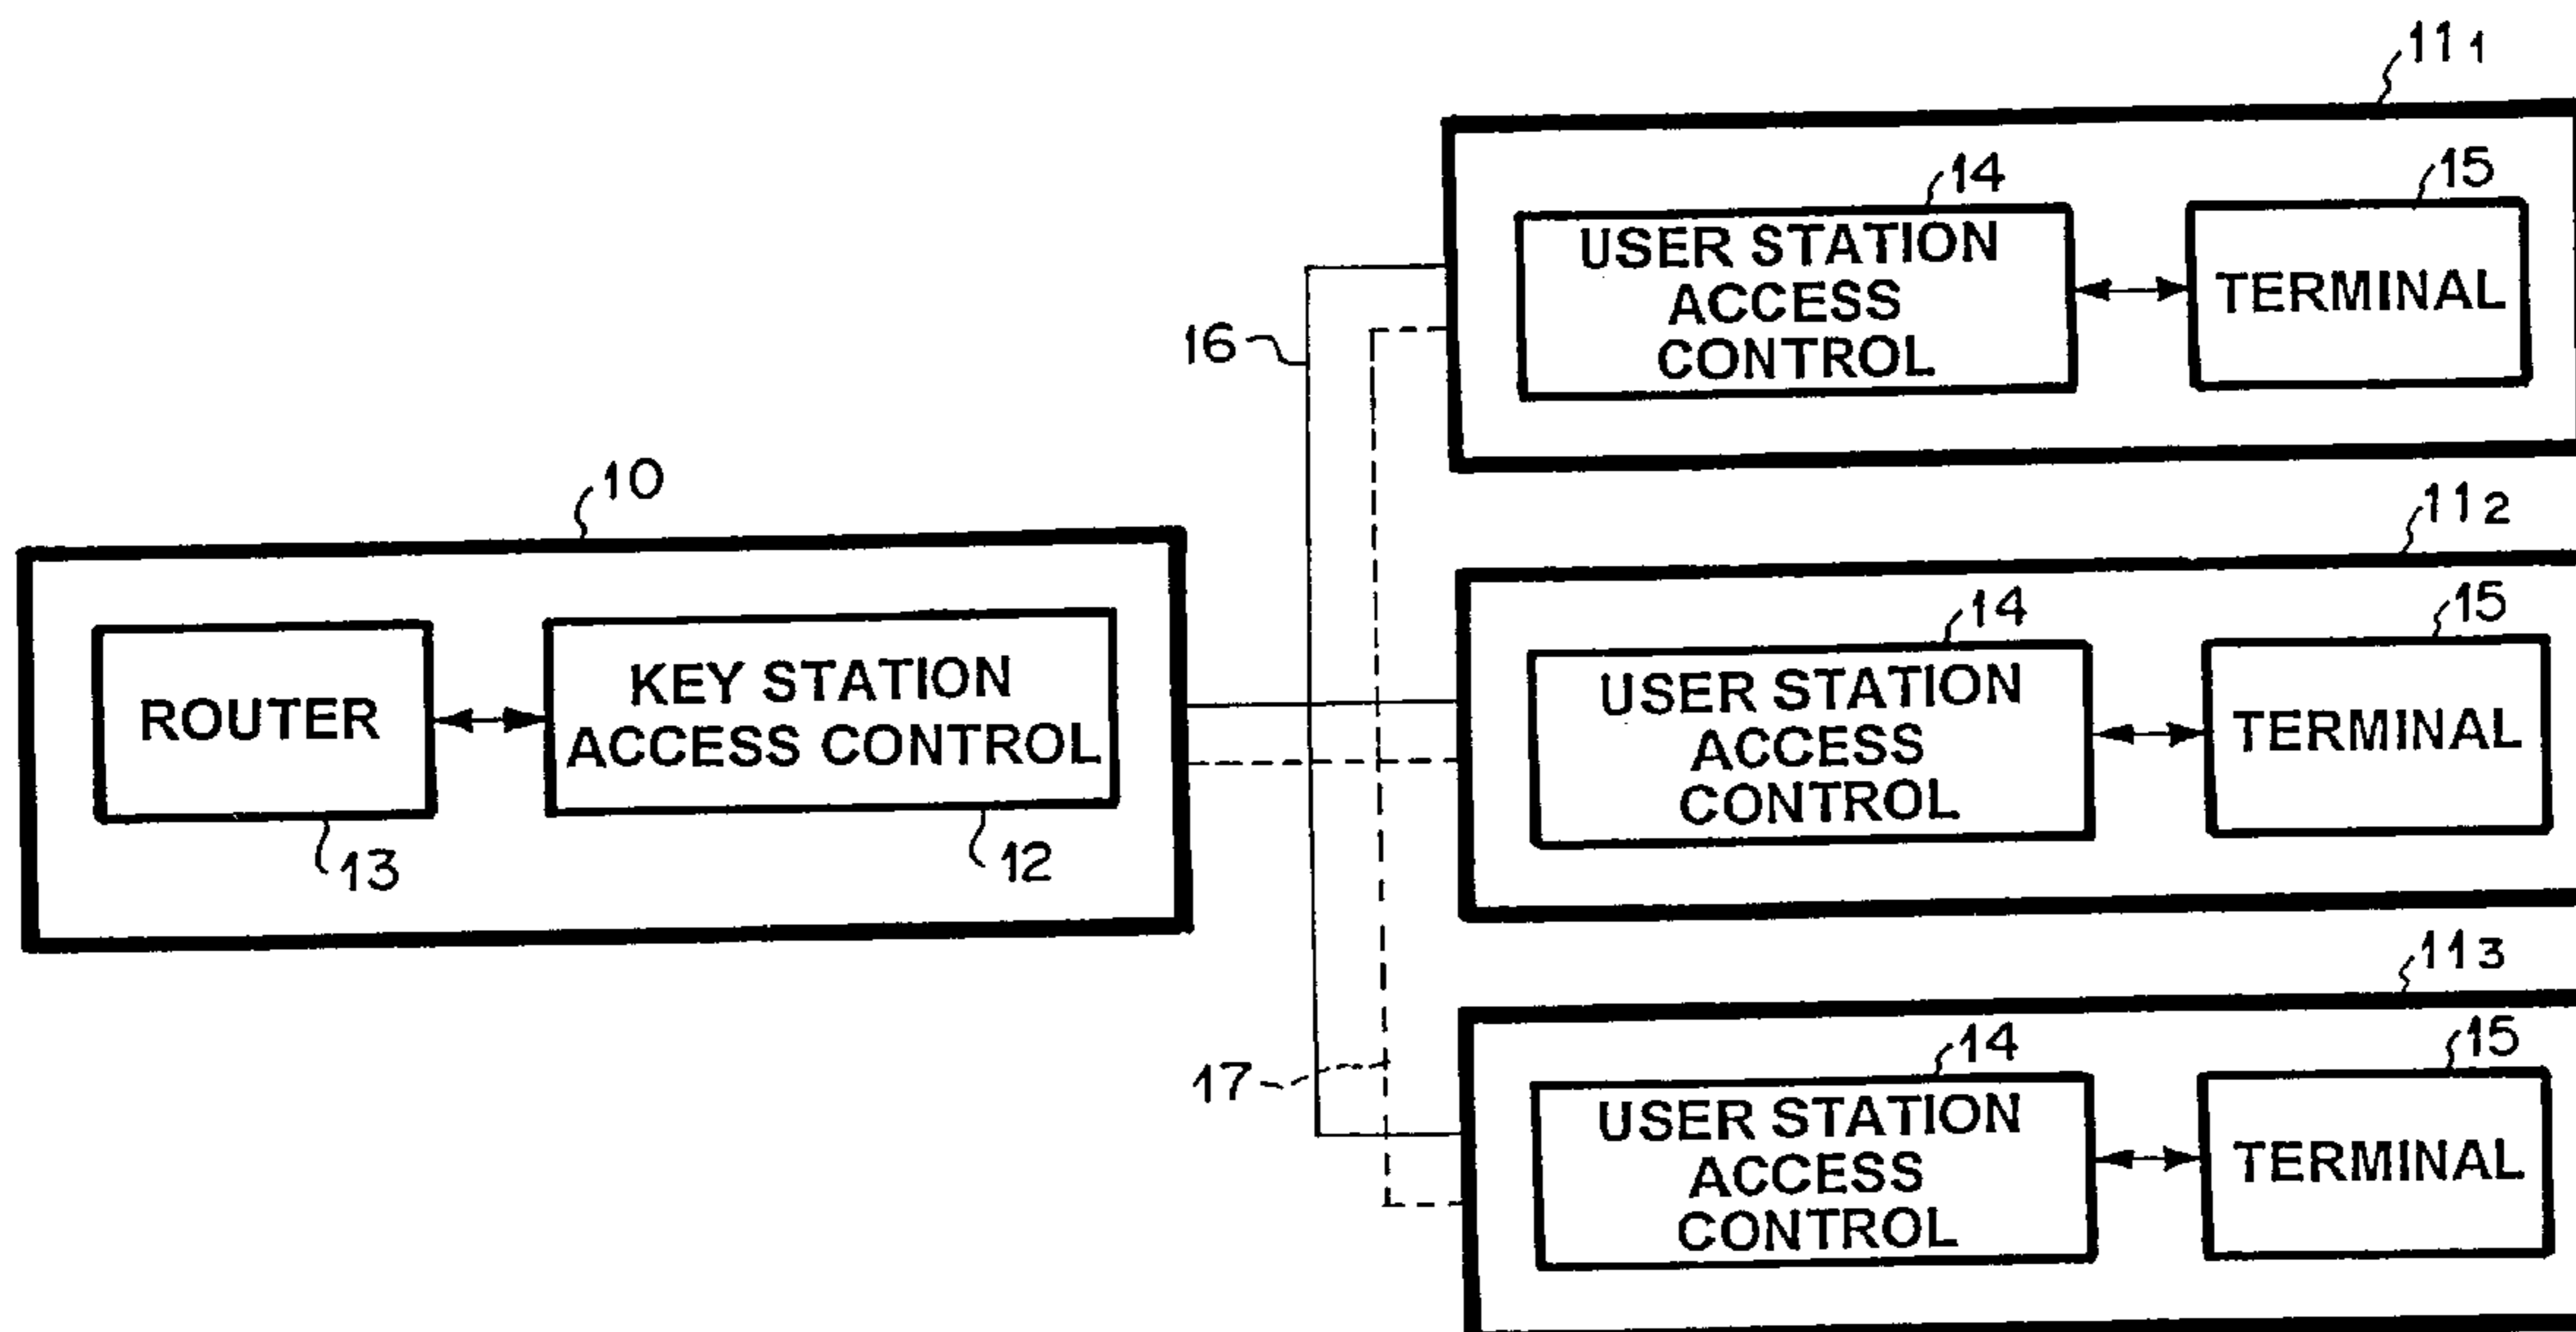 11₁
14
15
USER STATION
ACCESS
CONTROL
TERMINAL
16
10
11₂
14
15
ROUTER
KEY STATION
ACCESS CONTROL
USER STATION
ACCESS
CONTROL
TERMINAL
13
12
11₃
14
15
17
USER STATION
ACCESS
CONTROL
TERMINAL